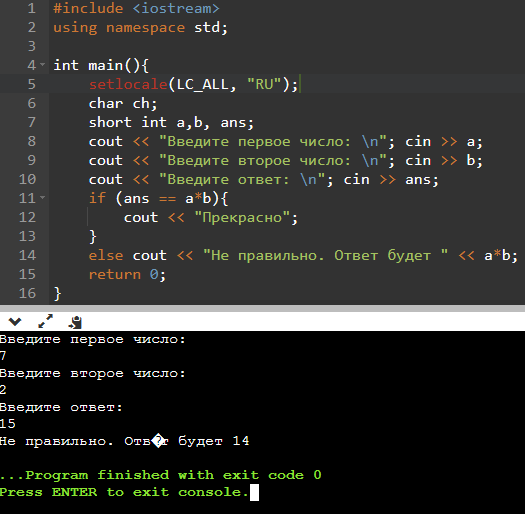 1 #include <iostream>
2 using namespace std;
3
4 int main(){
5     setlocale(LC_ALL, "RU");
6     char ch;
7     short int a,b, ans;
8     cout << "Введите первое число: \n"; cin >> a;
9     cout << "Введите второе число: \n"; cin >> b;
10     cout << "Введите ответ: \n"; cin >> ans;
11     if (ans == a*b){
12         cout << "Прекрасно";
13     }
14     else cout << "Не правильно. Ответ будет " << a*b;
15     return 0;
16 }
Введите первое число:
7
Введите второе число:
2
Введите ответ:
15
Не правильно. Отв�т будет 14
...Program finished with exit code 0
Press ENTER to exit console.